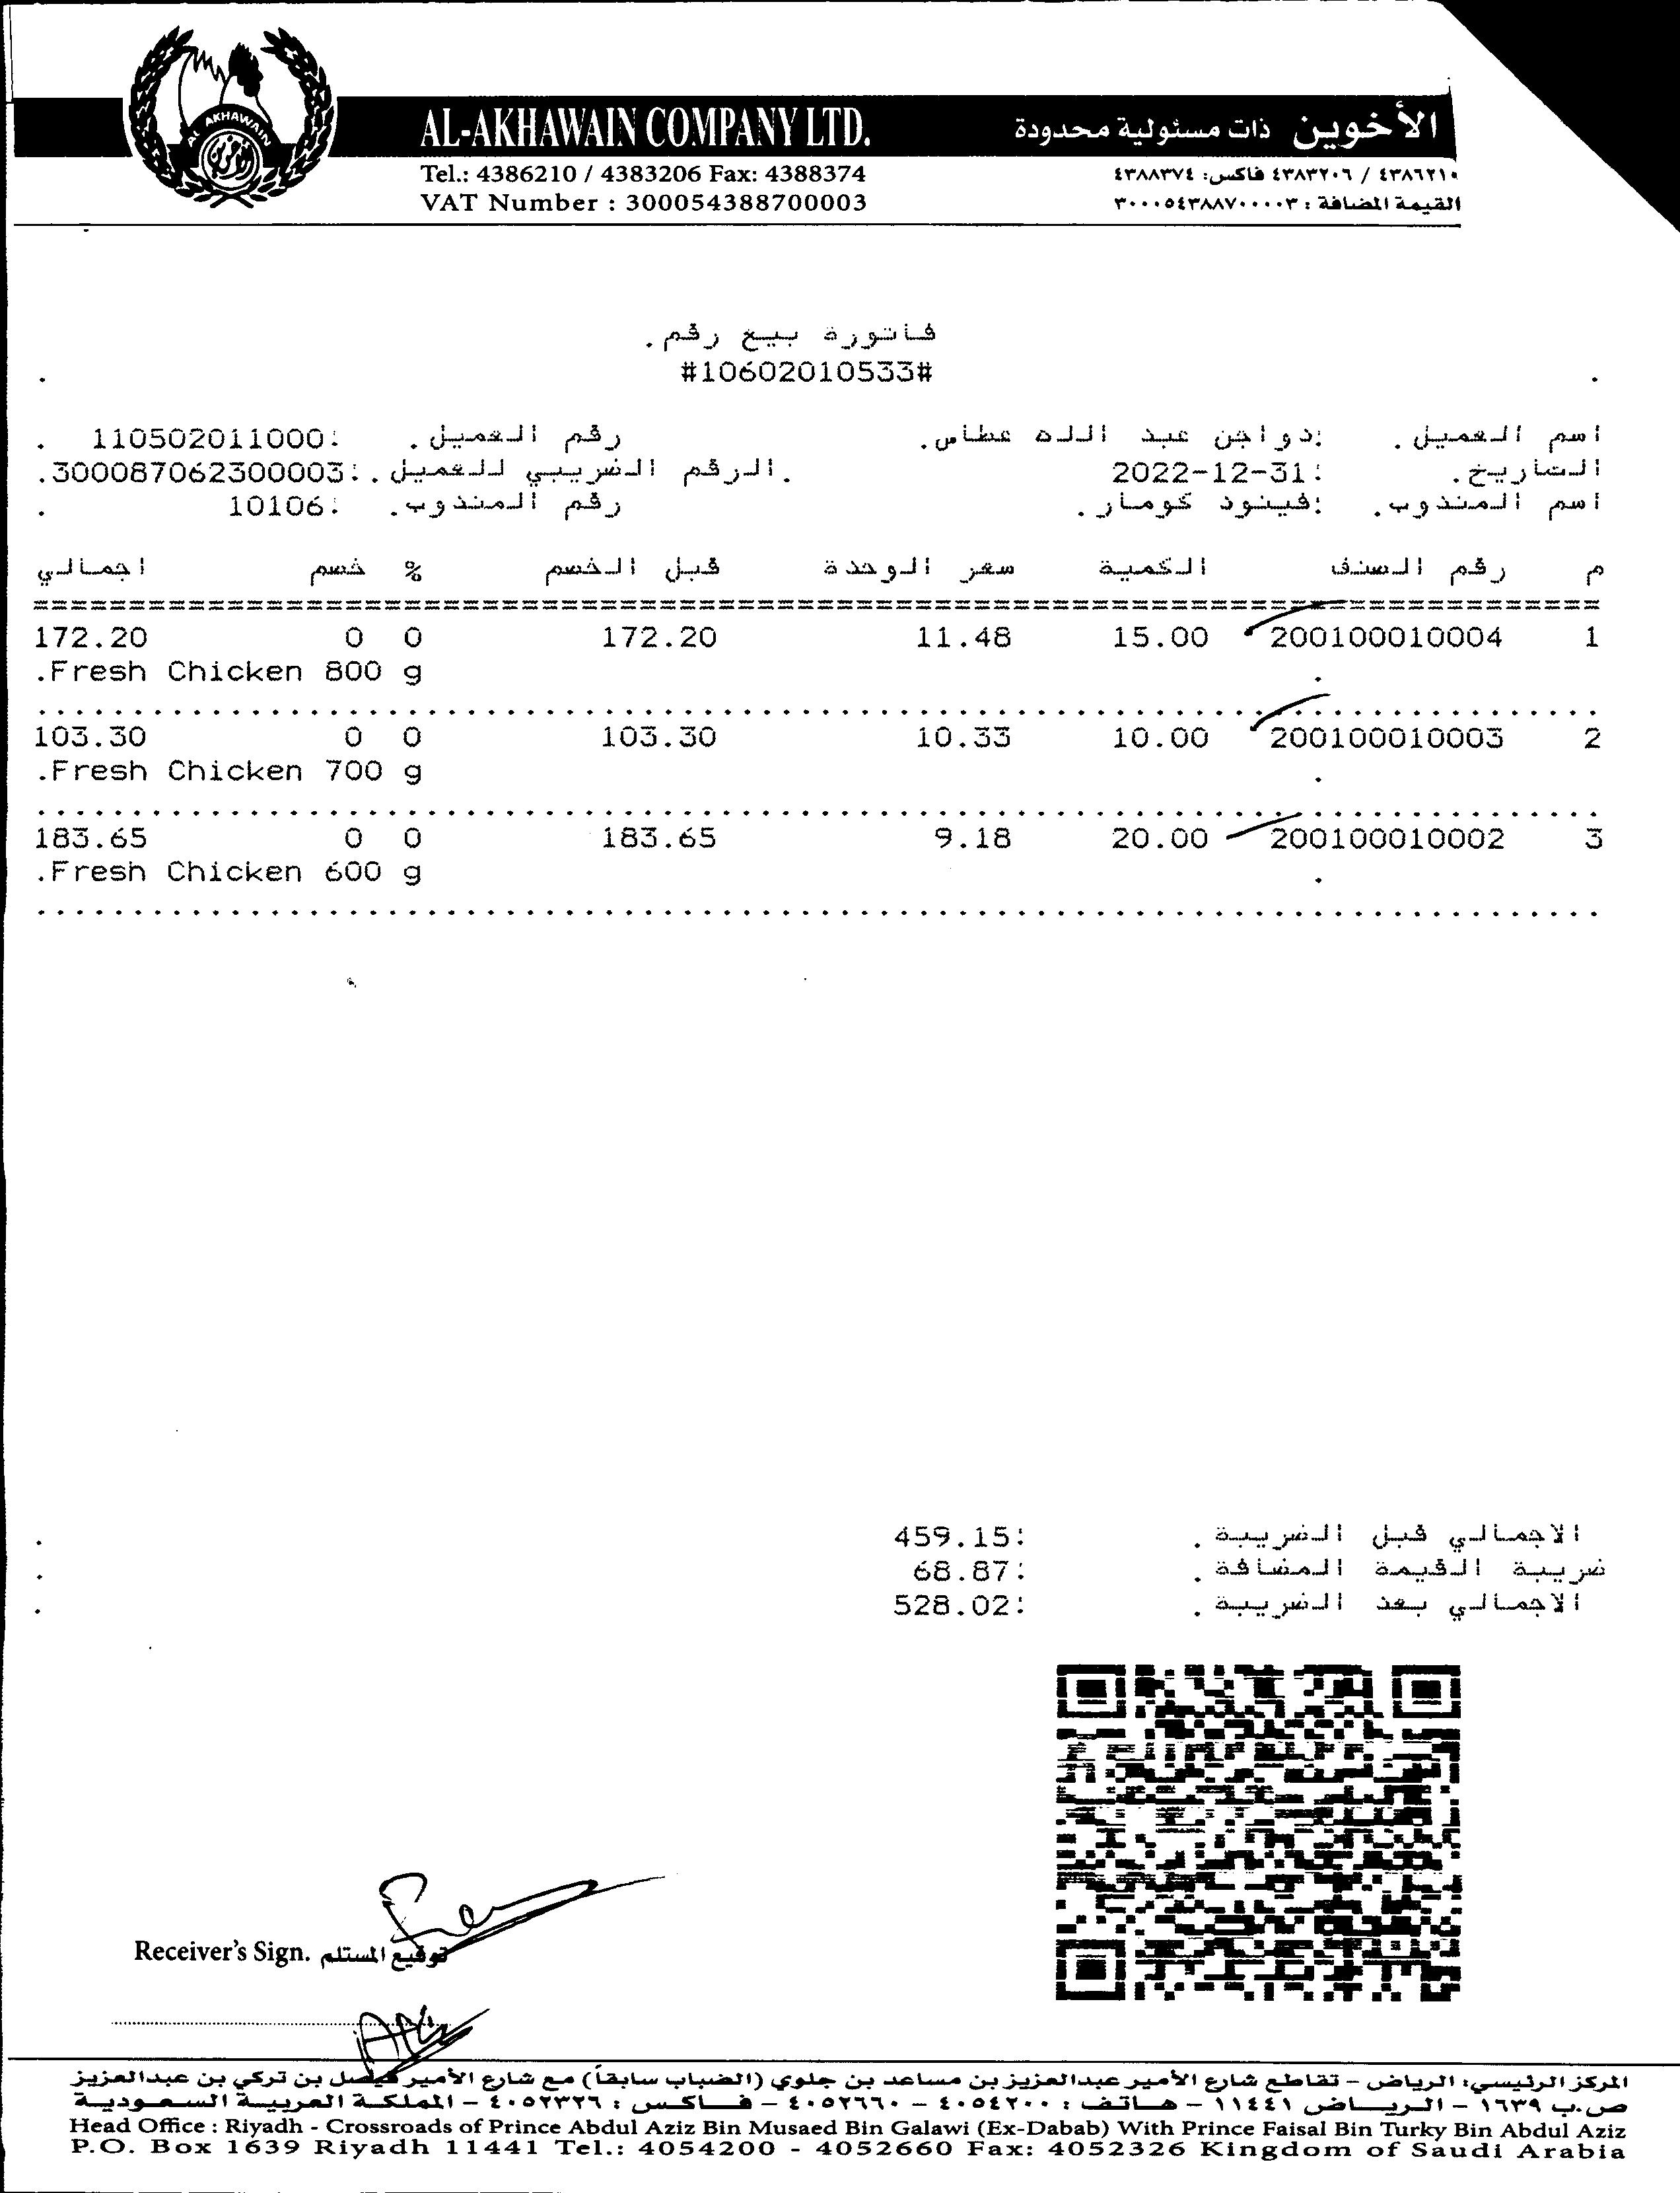 AL AKHAWAIN
AL-AKHAWAIN COMPANY LTD.
الأخوين ذات مسئولية محدودة
Tel.: 4386210 / 4383206 Fax: 4388374
٤٣٨٦٢١٠ / ٤٣٨٣٢٠٦ فاكس: ٤٣٨٨٣٧٤
VAT Number : 300054388700003
القيمة المضافة : ٣٠٠٠٥٤٣٨٨٧٠٠٠٠٣
فاتورة بيع رقم.
#10602010533#
اسم العميل. :دواجن عبد الله عطاس. رقم العميل. :110502011000 .
التاريخ. :2022-12-31 .الرقم الضريبي للعميل. :300087062300003.
اسم المندوب. :فينود كومار. رقم المندوب. :10106 .
م رقم الصنف الكمية سعر الوحدة قبل الخصم % خصم اجمالي
1 200100010004 15.00 11.48 172.20 0 0 172.20
.Fresh Chicken 800 g
2 200100010003 10.00 10.33 103.30 0 0 103.30
.Fresh Chicken 700 g
3 200100010002 20.00 9.18 183.65 0 0 183.65
.Fresh Chicken 600 g
الاجمالي قبل الضريبة. :459.15
ضريبة القيمة المضافة. :68.87
الاجمالي بعد الضريبة. :528.02
Receiver's Sign. توقيع المستلم
المركز الرئيسي: الرياض - تقاطع شارع الأمير عبدالعزيز بن مساعد بن جلوي (الضباب سابقاً) مع شارع الأمير فيصل بن تركي بن عبدالعزيز
ص.ب ١٦٣٩ - الرياض ١١٤٤١ - هاتف : ٤٠٥٤٢٠٠ - ٤٠٥٢٦٦٠ - فاكس : ٤٠٥٢٣٢٦ - المملكة العربية السعودية
Head Office : Riyadh - Crossroads of Prince Abdul Aziz Bin Musaed Bin Galawi (Ex-Dabab) With Prince Faisal Bin Turky Bin Abdul Aziz
P.O. Box 1639 Riyadh 11441 Tel.: 4054200 - 4052660 Fax: 4052326 Kingdom of Saudi Arabia